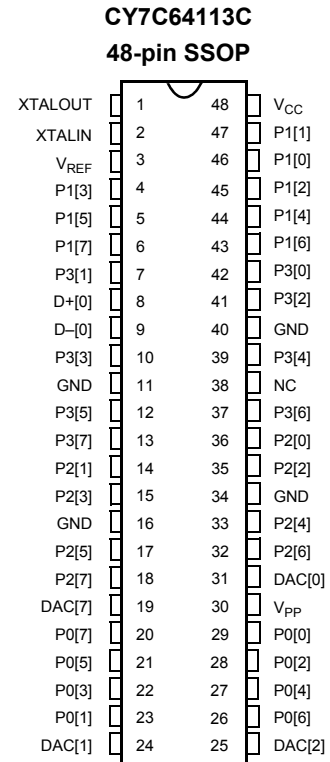 CY7C64113C
48-pin SSOP
XTALOUT 1 48 VCC
XTALIN 2 47 P1[1]
VREF 3 46 P1[0]
P1[3] 4 45 P1[2]
P1[5] 5 44 P1[4]
P1[7] 6 43 P1[6]
P3[1] 7 42 P3[0]
D+[0] 8 41 P3[2]
D–[0] 9 40 GND
P3[3] 10 39 P3[4]
GND 11 38 NC
P3[5] 12 37 P3[6]
P3[7] 13 36 P2[0]
P2[1] 14 35 P2[2]
P2[3] 15 34 GND
GND 16 33 P2[4]
P2[5] 17 32 P2[6]
P2[7] 18 31 DAC[0]
DAC[7] 19 30 VPP
P0[7] 20 29 P0[0]
P0[5] 21 28 P0[2]
P0[3] 22 27 P0[4]
P0[1] 23 26 P0[6]
DAC[1] 24 25 DAC[2]